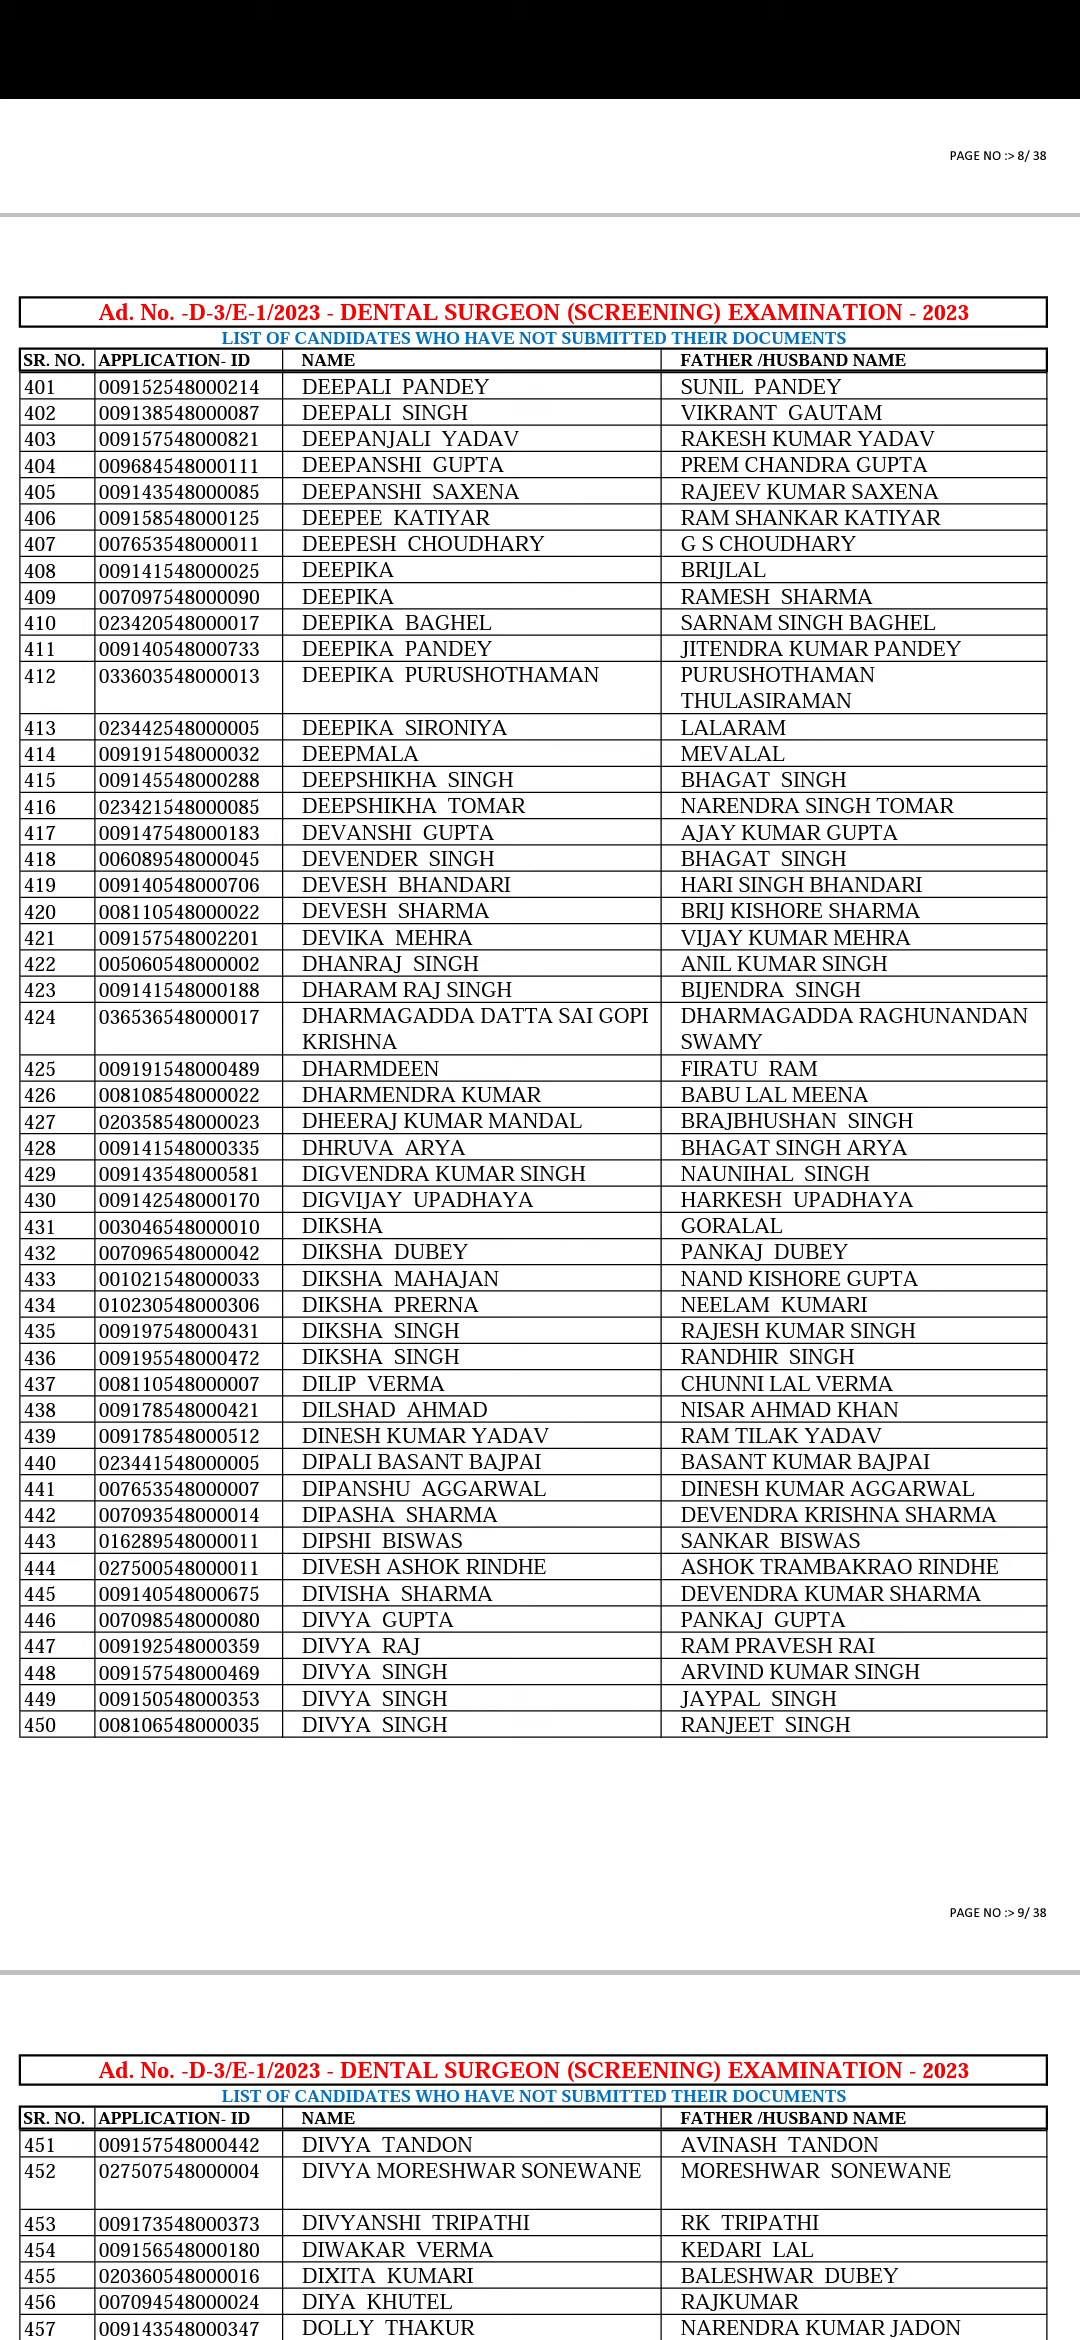 PAGE NO :> 8/ 38
Ad. No. -D-3/E-1/2023 - DENTAL SURGEON (SCREENING) EXAMINATION - 2023
LIST OF CANDIDATES WHO HAVE NOT SUBMITTED THEIR DOCUMENTS
SR. NO. APPLICATION- ID NAME FATHER /HUSBAND NAME
401 009152548000214 DEEPALI PANDEY SUNIL PANDEY
402 009138548000087 DEEPALI SINGH VIKRANT GAUTAM
403 009157548000821 DEEPANJALI YADAV RAKESH KUMAR YADAV
404 009684548000111 DEEPANSHI GUPTA PREM CHANDRA GUPTA
405 009143548000085 DEEPANSHI SAXENA RAJEEV KUMAR SAXENA
406 009158548000125 DEEPEE KATIYAR RAM SHANKAR KATIYAR
407 007653548000011 DEEPESH CHOUDHARY G S CHOUDHARY
408 009141548000025 DEEPIKA BRIJLAL
409 007097548000090 DEEPIKA RAMESH SHARMA
410 023420548000017 DEEPIKA BAGHEL SARNAM SINGH BAGHEL
411 009140548000733 DEEPIKA PANDEY JITENDRA KUMAR PANDEY
412 033603548000013 DEEPIKA PURUSHOTHAMAN PURUSHOTHAMAN
THULASIRAMAN
413 023442548000005 DEEPIKA SIRONIYA LALARAM
414 009191548000032 DEEPMALA MEVALAL
415 009145548000288 DEEPSHIKHA SINGH BHAGAT SINGH
416 023421548000085 DEEPSHIKHA TOMAR NARENDRA SINGH TOMAR
417 009147548000183 DEVANSHI GUPTA AJAY KUMAR GUPTA
418 006089548000045 DEVENDER SINGH BHAGAT SINGH
419 009140548000706 DEVESH BHANDARI HARI SINGH BHANDARI
420 008110548000022 DEVESH SHARMA BRIJ KISHORE SHARMA
421 009157548002201 DEVIKA MEHRA VIJAY KUMAR MEHRA
422 005060548000002 DHANRAJ SINGH ANIL KUMAR SINGH
423 009141548000188 DHARAM RAJ SINGH BIJENDRA SINGH
424 036536548000017 DHARMAGADDA DATTA SAI GOPI DHARMAGADDA RAGHUNANDAN
KRISHNA SWAMY
425 009191548000489 DHARMDEEN FIRATU RAM
426 008108548000022 DHARMENDRA KUMAR BABU LAL MEENA
427 020358548000023 DHEERAJ KUMAR MANDAL BRAJBHUSHAN SINGH
428 009141548000335 DHRUVA ARYA BHAGAT SINGH ARYA
429 009143548000581 DIGVENDRA KUMAR SINGH NAUNIHAL SINGH
430 009142548000170 DIGVIJAY UPADHAYA HARKESH UPADHAYA
431 003046548000010 DIKSHA GORALAL
432 007096548000042 DIKSHA DUBEY PANKAJ DUBEY
433 001021548000033 DIKSHA MAHAJAN NAND KISHORE GUPTA
434 010230548000306 DIKSHA PRERNA NEELAM KUMARI
435 009197548000431 DIKSHA SINGH RAJESH KUMAR SINGH
436 009195548000472 DIKSHA SINGH RANDHIR SINGH
437 008110548000007 DILIP VERMA CHUNNI LAL VERMA
438 009178548000421 DILSHAD AHMAD NISAR AHMAD KHAN
439 009178548000512 DINESH KUMAR YADAV RAM TILAK YADAV
440 023441548000005 DIPALI BASANT BAJPAI BASANT KUMAR BAJPAI
441 007653548000007 DIPANSHU AGGARWAL DINESH KUMAR AGGARWAL
442 007093548000014 DIPASHA SHARMA DEVENDRA KRISHNA SHARMA
443 016289548000011 DIPSHI BISWAS SANKAR BISWAS
444 027500548000011 DIVESH ASHOK RINDHE ASHOK TRAMBAKRAO RINDHE
445 009140548000675 DIVISHA SHARMA DEVENDRA KUMAR SHARMA
446 007098548000080 DIVYA GUPTA PANKAJ GUPTA
447 009192548000359 DIVYA RAJ RAM PRAVESH RAI
448 009157548000469 DIVYA SINGH ARVIND KUMAR SINGH
449 009150548000353 DIVYA SINGH JAYPAL SINGH
450 008106548000035 DIVYA SINGH RANJEET SINGH
PAGE NO :> 9/ 38
Ad. No. -D-3/E-1/2023 - DENTAL SURGEON (SCREENING) EXAMINATION - 2023
LIST OF CANDIDATES WHO HAVE NOT SUBMITTED THEIR DOCUMENTS
SR. NO. APPLICATION- ID NAME FATHER /HUSBAND NAME
451 009157548000442 DIVYA TANDON AVINASH TANDON
452 027507548000004 DIVYA MORESHWAR SONEWANE MORESHWAR SONEWANE
453 009173548000373 DIVYANSHI TRIPATHI RK TRIPATHI
454 009156548000180 DIWAKAR VERMA KEDARI LAL
455 020360548000016 DIXITA KUMARI BALESHWAR DUBEY
456 007094548000024 DIYA KHUTEL RAJKUMAR
457 009143548000347 DOLLY THAKUR NARENDRA KUMAR JADON